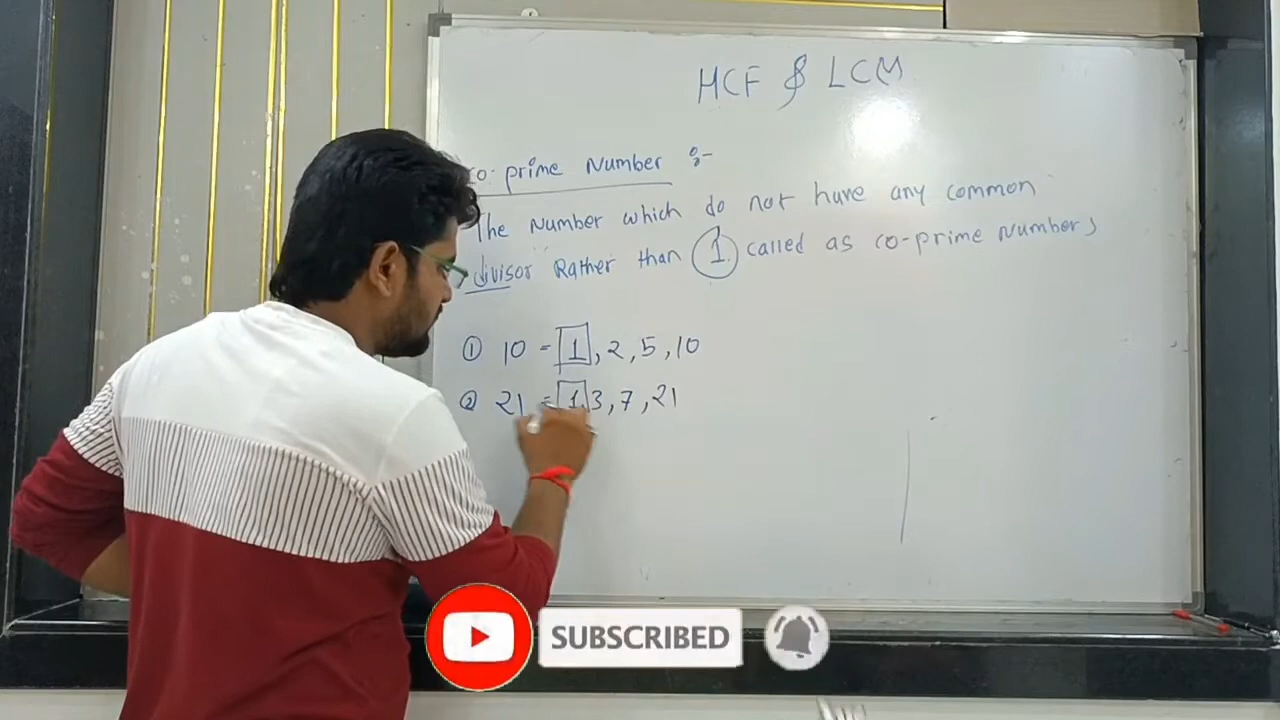 HCF & LCM
co-prime Number :-
The Number which do not have any common
divisor Rather than 1 called as co-prime Numbers
① 10 = 1, 2, 5, 10
② 21 = 1, 3, 7, 21
SUBSCRIBED